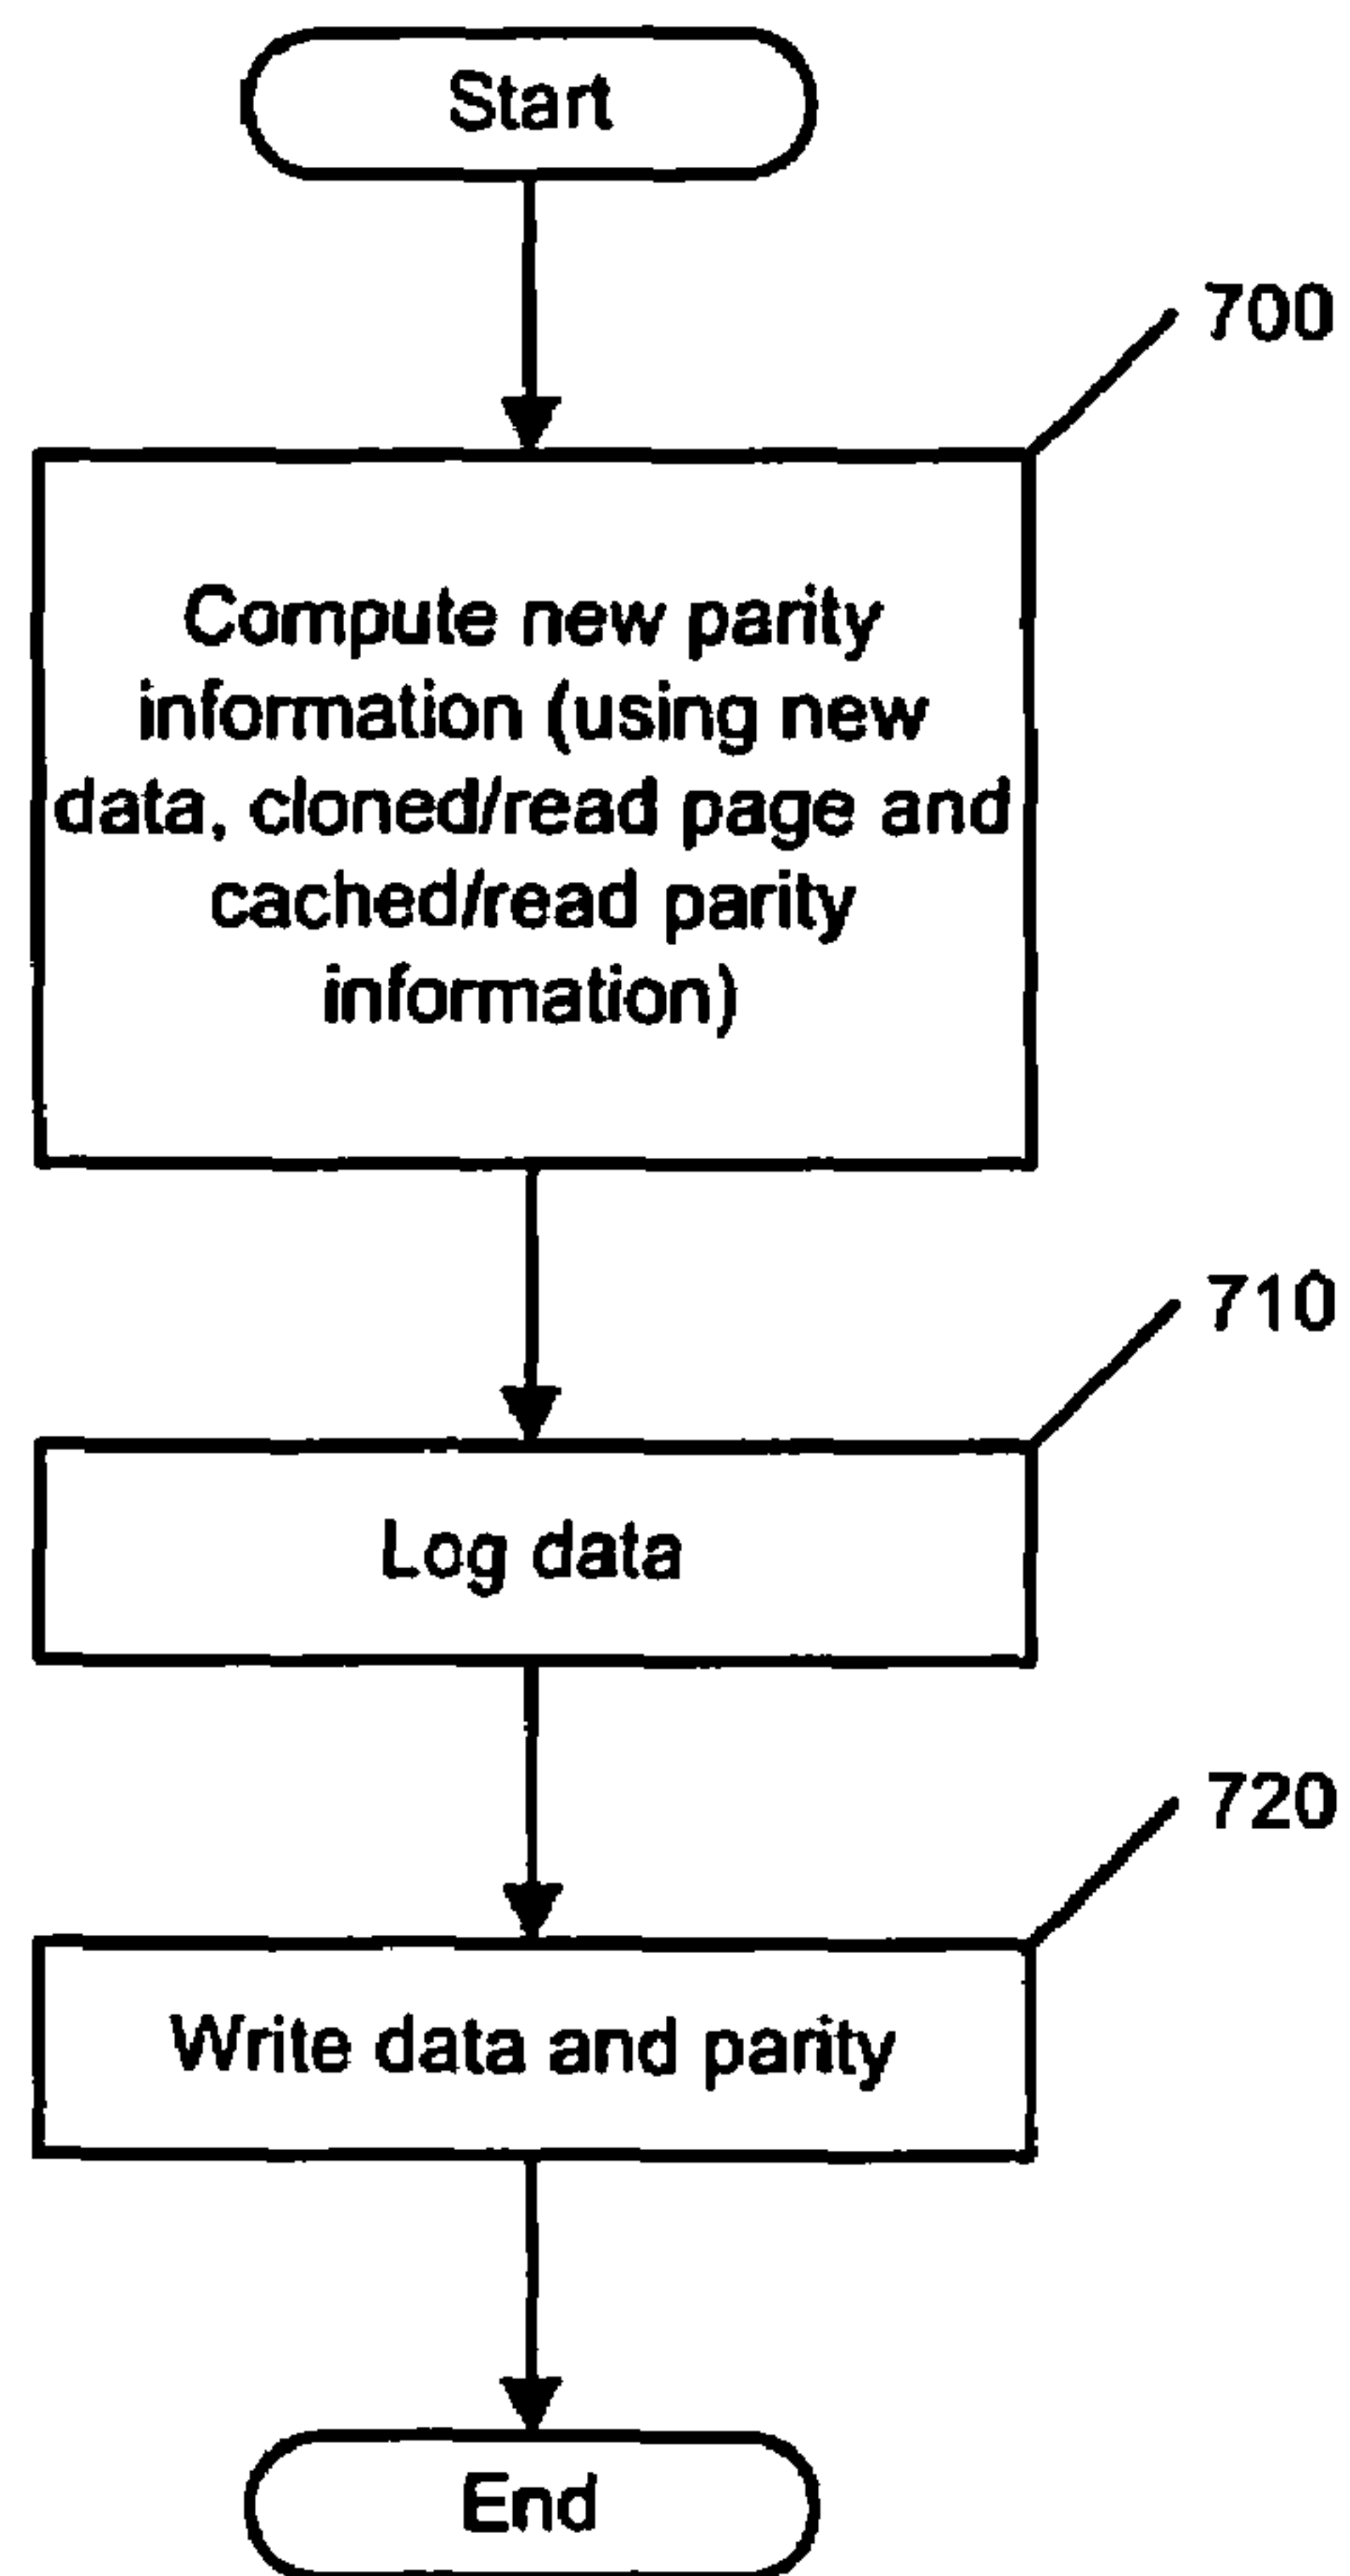 Start
700
Compute new parity
information (using new
data, cloned/read page and
cached/read parity
information)
710
Log data
720
Write data and parity
End